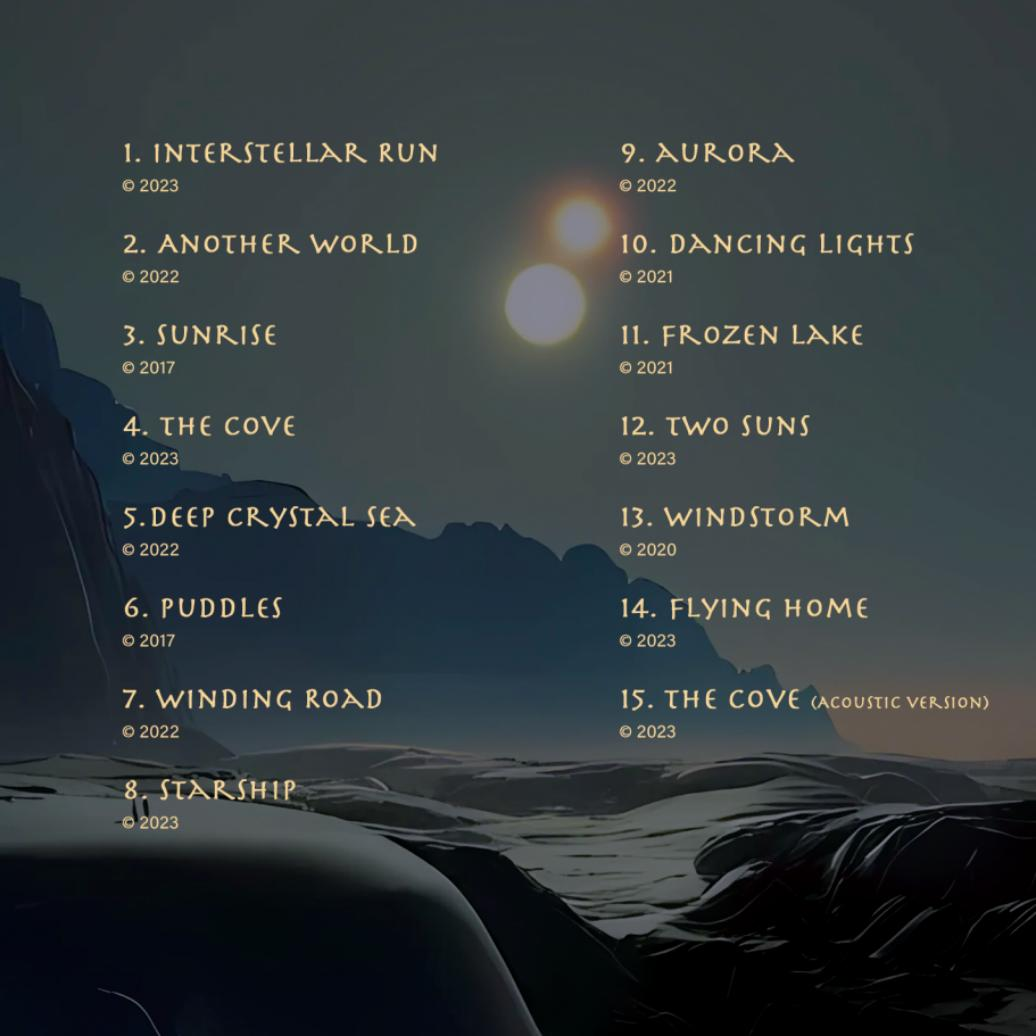 1. INTERSTELLAR RUN
© 2023
2. ANOTHER WORLD
© 2022
3. SUNRISE
© 2017
4. THE COVE
© 2023
5.DEEP CRYSTAL SEA
© 2022
6. PUDDLES
© 2017
7. WINDING ROAD
© 2022
8. STARSHIP
© 2023
9. AURORA
© 2022
10. DANCING LIGHTS
© 2021
11. FROZEN LAKE
© 2021
12. TWO SUNS
© 2023
13. WINDSTORM
© 2020
14. FLYING HOME
© 2023
15. THE COVE (ACOUSTIC VERSION)
© 2023